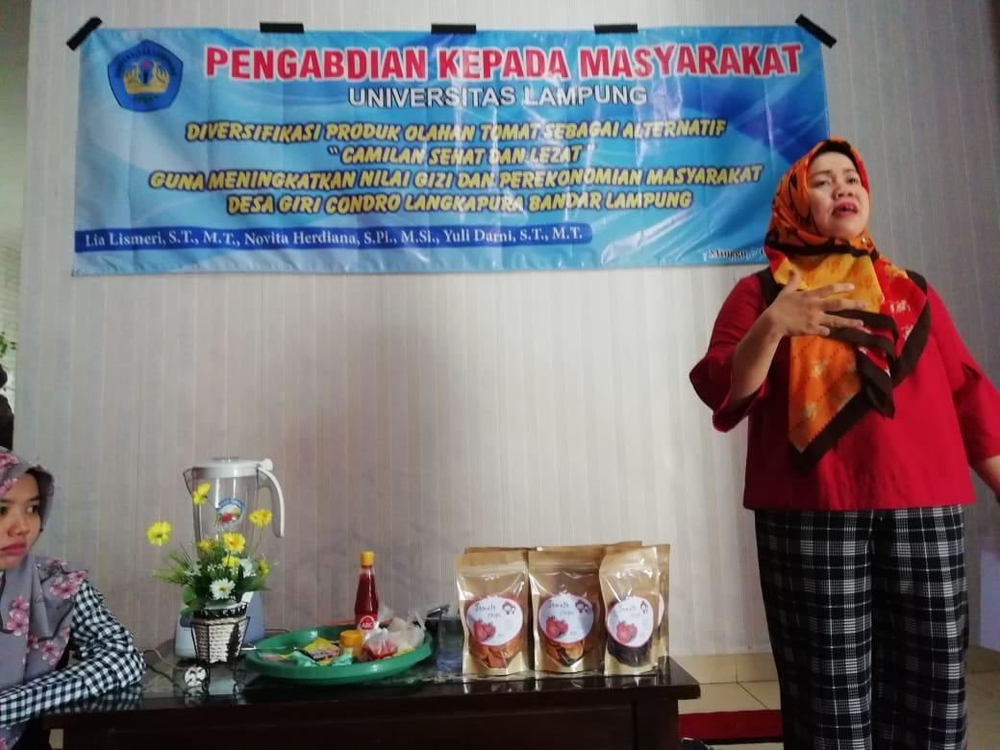 PENGABDIAN KEPADA MASYARAKAT
UNIVERSITAS LAMPUNG
DIVERSIFIKASI PRODUK OLAHAN TOMAT SEBAGAI ALTERNATIF
"CAMILAN SEHAT DAN LEZAT"
GUNA MENINGKATKAN NILAI GIZI DAN PEREKONOMIAN MASYARAKAT
DESA GIRI CONDRO LANGKAPURA BANDAR LAMPUNG
Lia Lismeri, S.T., M.T., Novita Herdiana, S.Pi., M.Si., Yuli Darni, S.T., M.T.
Minggu,
ABC
Tomato
chips
Tomato
chips
Tomato